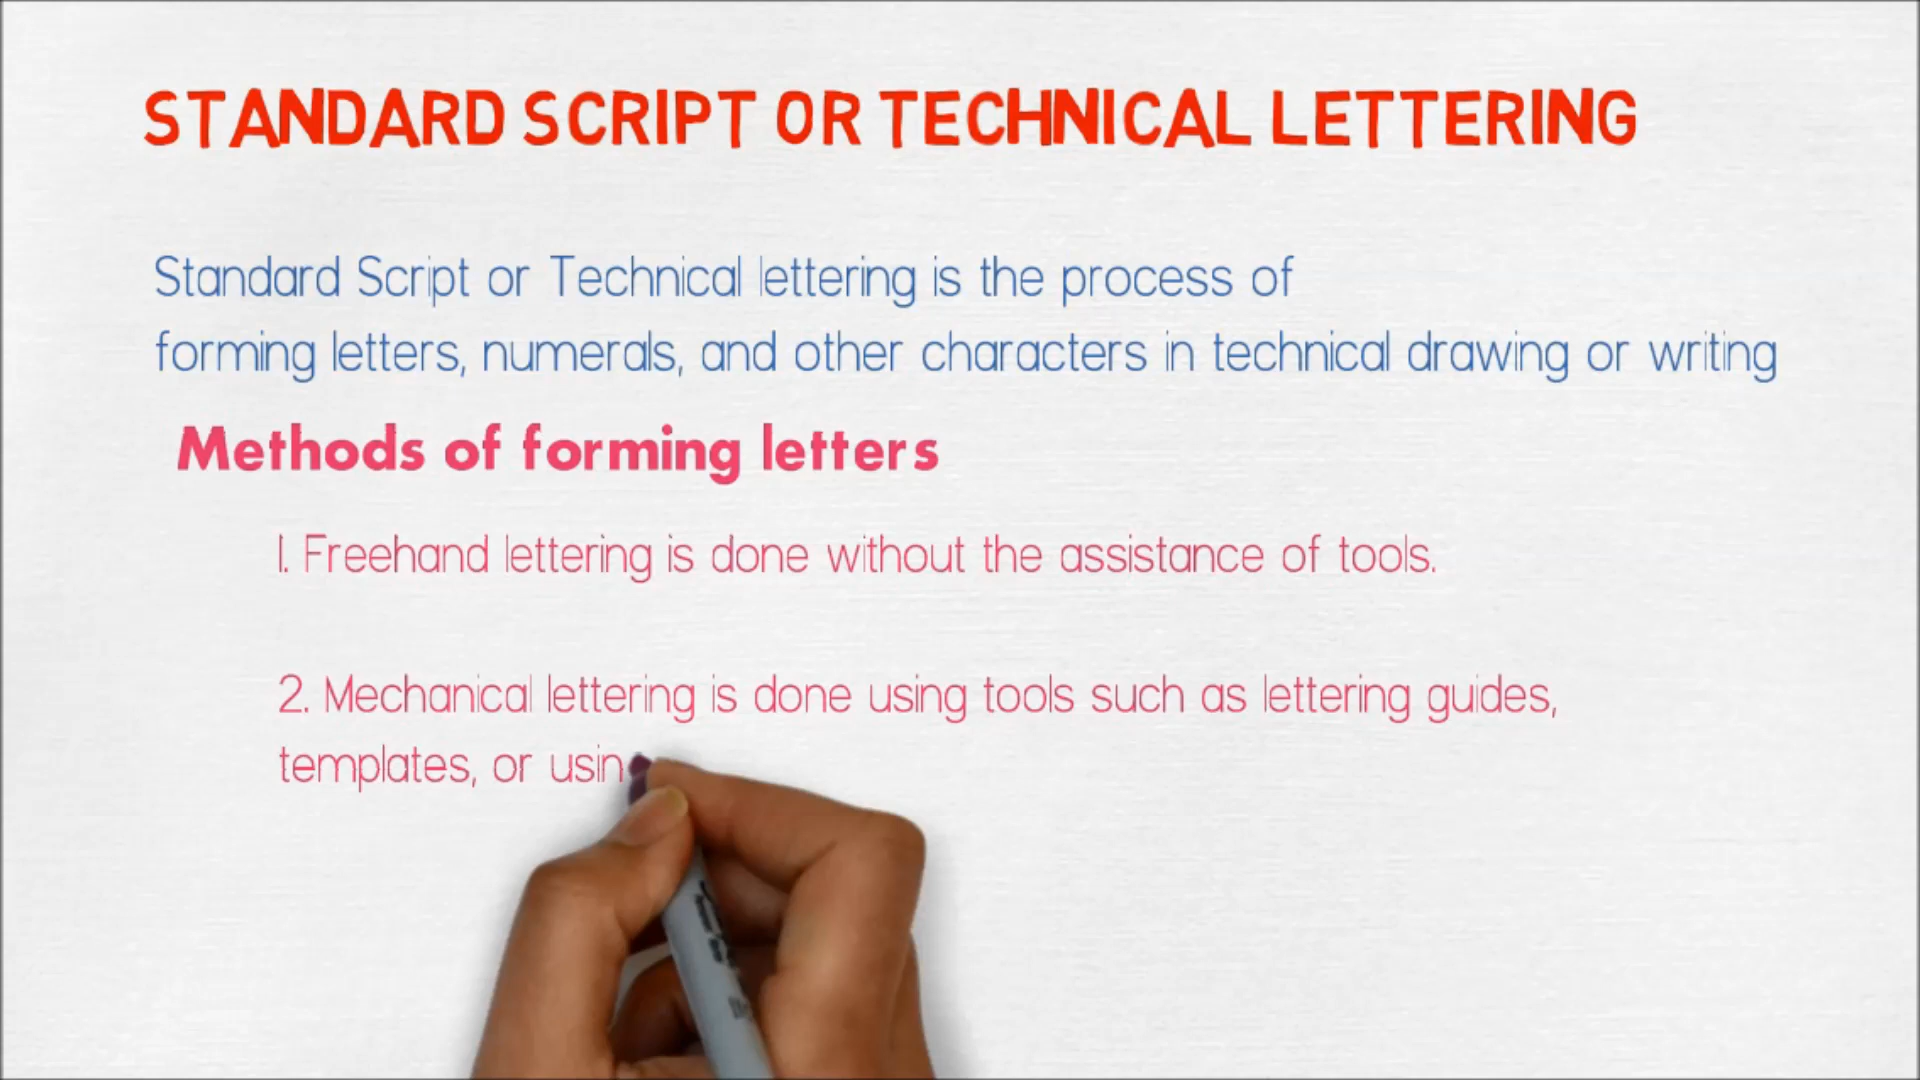 STANDARD SCRIPT OR TECHNICAL LETTERING
Standard Script or Technical lettering is the process of
forming letters, numerals, and other characters in technical drawing or writing
Methods of forming letters
1. Freehand lettering is done without the assistance of tools.
2. Mechanical lettering is done using tools such as lettering guides,
templates, or usin